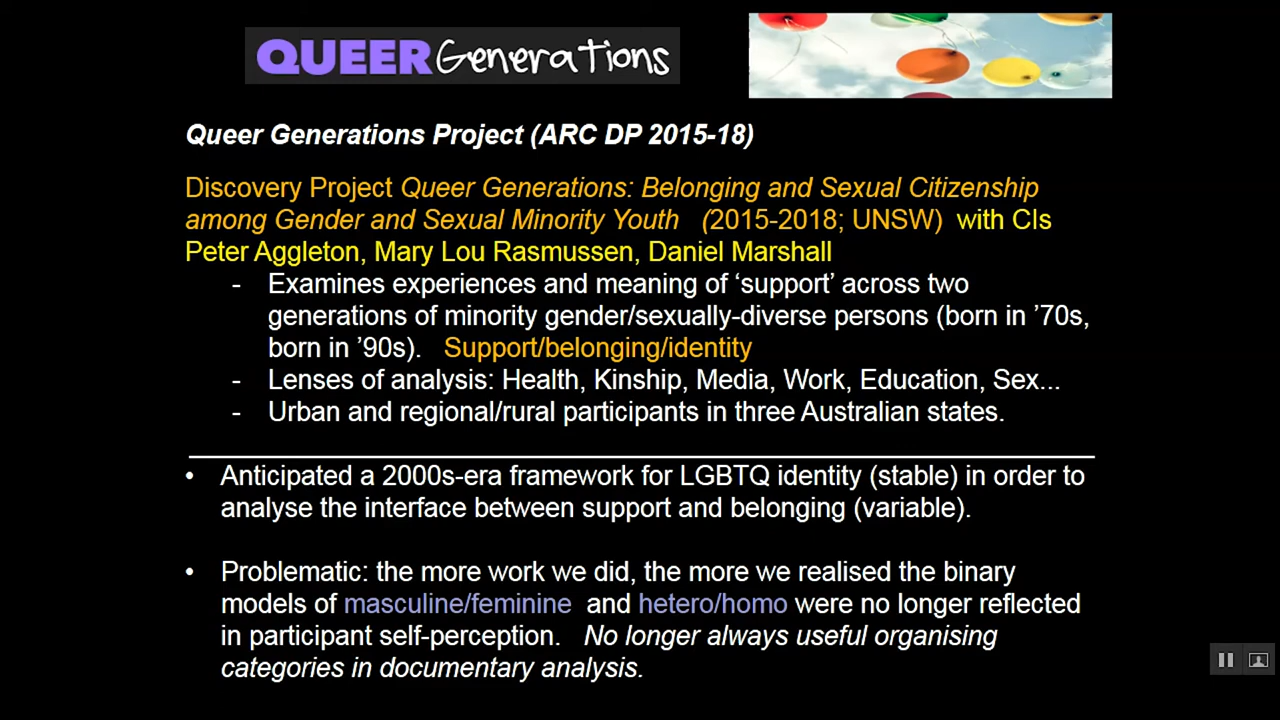 QUEER Generations
Queer Generations Project (ARC DP 2015-18)
Discovery Project Queer Generations: Belonging and Sexual Citizenship
among Gender and Sexual Minority Youth (2015-2018; UNSW) with CIs
Peter Aggleton, Mary Lou Rasmussen, Daniel Marshall
- Examines experiences and meaning of ‘support’ across two
generations of minority gender/sexually-diverse persons (born in ’70s,
born in ’90s). Support/belonging/identity
- Lenses of analysis: Health, Kinship, Media, Work, Education, Sex...
- Urban and regional/rural participants in three Australian states.
• Anticipated a 2000s-era framework for LGBTQ identity (stable) in order to
analyse the interface between support and belonging (variable).
• Problematic: the more work we did, the more we realised the binary
models of masculine/feminine and hetero/homo were no longer reflected
in participant self-perception. No longer always useful organising
categories in documentary analysis.